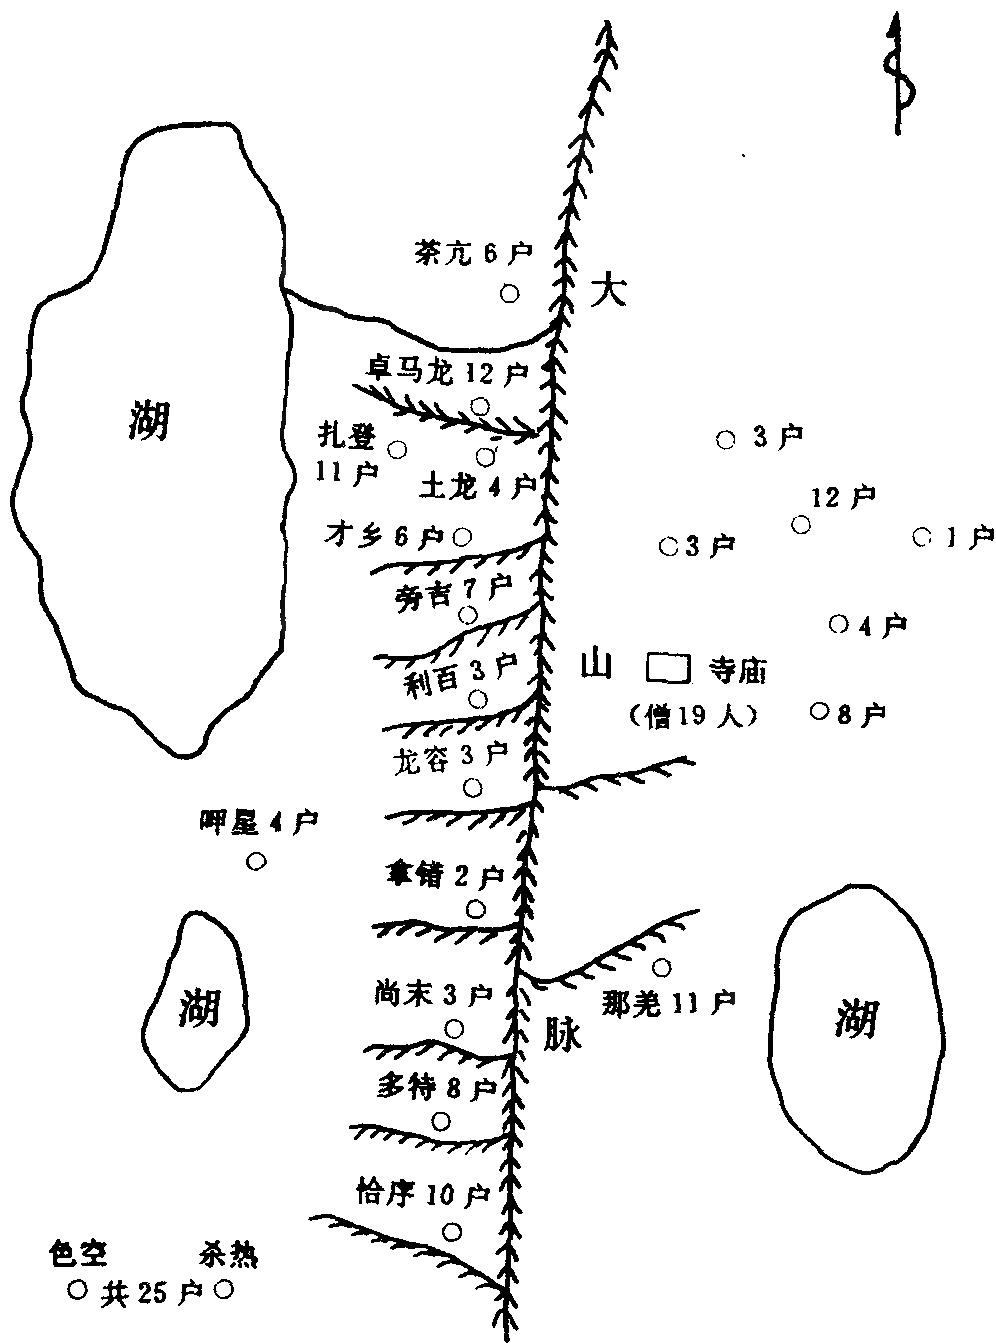 茶亢 6 户
大
卓马龙 12 户
湖
扎登
11 户
土龙 4 户
3 户
12 户
才乡 6 户
3 户
1 户
旁吉 7 户
4 户
利百 3 户
山
寺庙
（僧 19 人）
8 户
龙容 3 户
呷星 4 户
拿错 2 户
尚末 3 户
湖
那羌 11 户
湖
脉
多特 8 户
恰序 10 户
色空
杀热
共 25 户